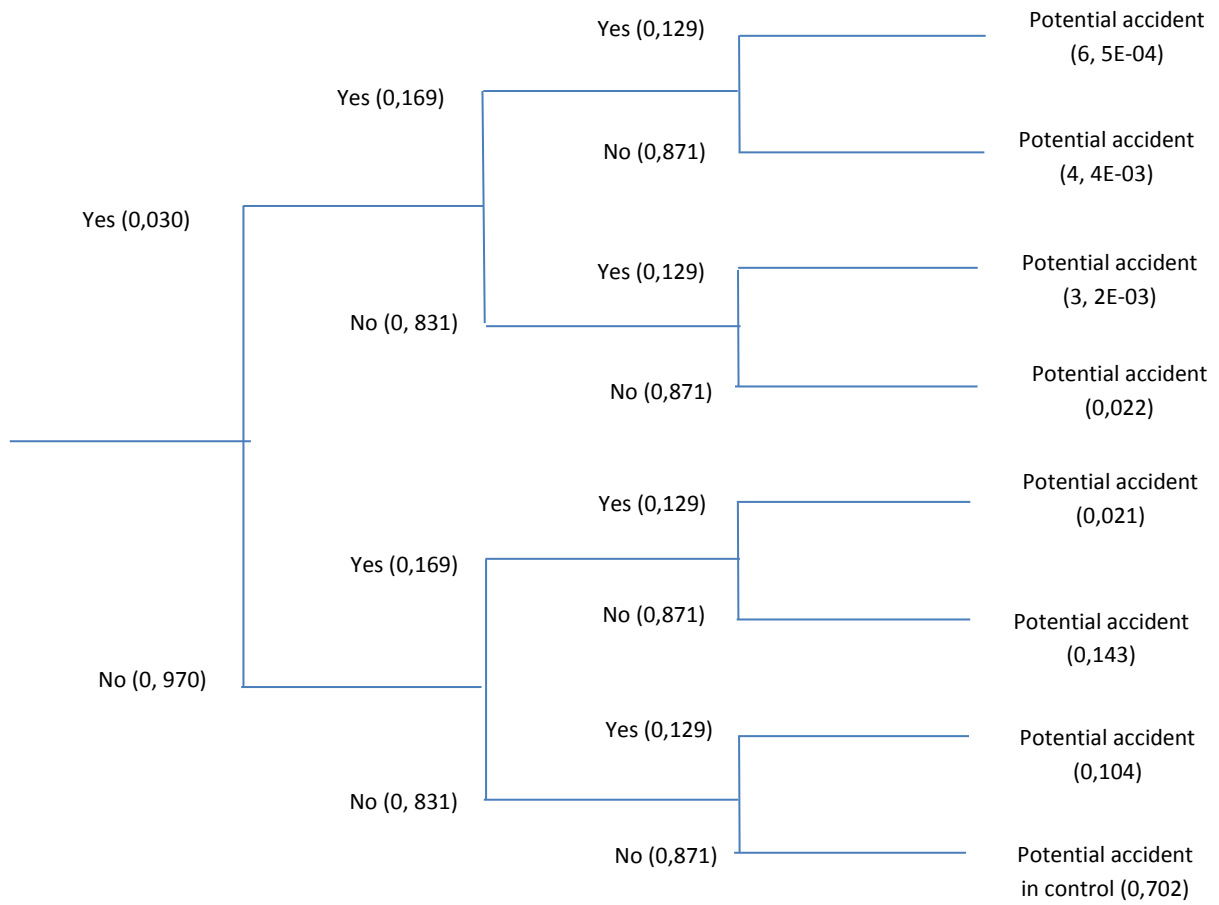 Yes (0,129)
Potential accident
(6, 5E-04)
Yes (0,169)
No (0,871)
Potential accident
(4, 4E-03)
Yes (0,030)
Yes (0,129)
Potential accident
(3, 2E-03)
No (0, 831)
No (0,871)
Potential accident
(0,022)
Yes (0,129)
Potential accident
(0,021)
Yes (0,169)
No (0,871)
Potential accident
(0,143)
No (0, 970)
Yes (0,129)
Potential accident
(0,104)
No (0, 831)
No (0,871)
Potential accident
in control (0,702)